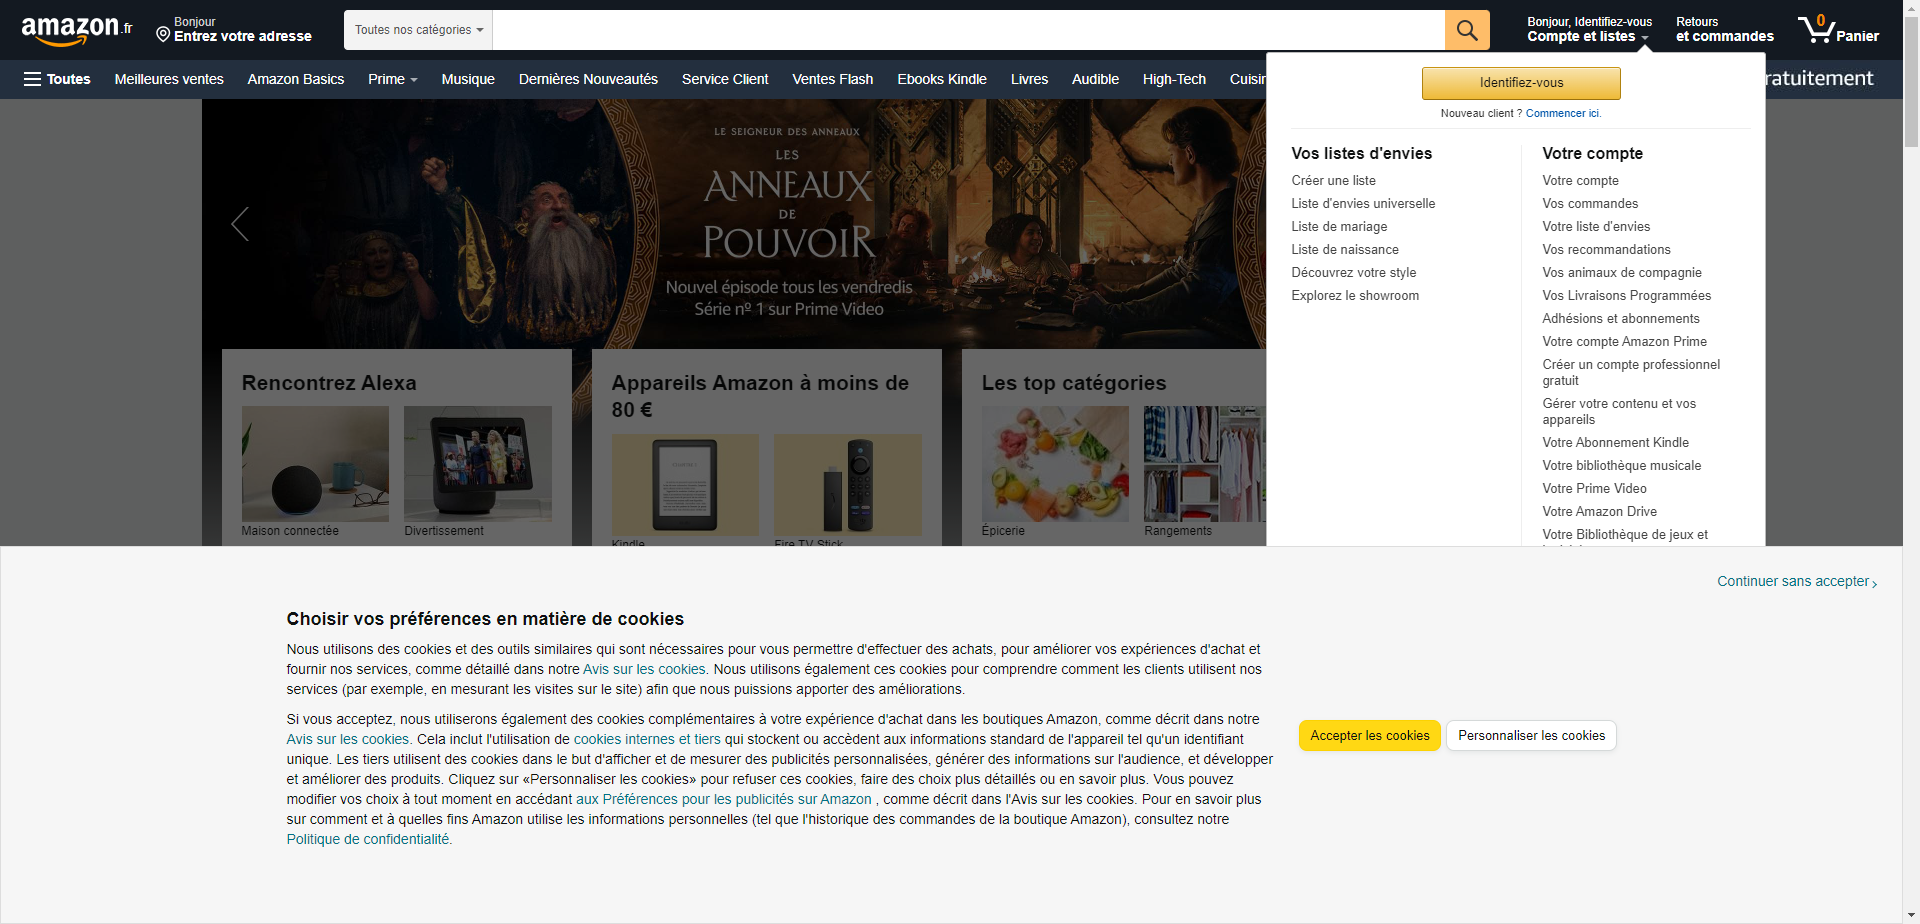 amazon.fr
Bonjour
Entrez votre adresse
Toutes nos catégories
Bonjour, Identifiez-vous
Compte et listes
Retours
et commandes
0
Panier
Toutes
Meilleures ventes
Amazon Basics
Prime
Musique
Dernières Nouveautés
Service Client
Ventes Flash
Ebooks Kindle
Livres
Audible
High-Tech
Cuisin
ratuitement
Identifiez-vous
Nouveau client ? Commencer ici.
Vos listes d'envies
Créer une liste
Liste d'envies universelle
Liste de mariage
Liste de naissance
Découvrez votre style
Explorez le showroom
Votre compte
Votre compte
Vos commandes
Votre liste d'envies
Vos recommandations
Vos animaux de compagnie
Vos Livraisons Programmées
Adhésions et abonnements
Votre compte Amazon Prime
Créer un compte professionnel
gratuit
Gérer votre contenu et vos
appareils
Votre Abonnement Kindle
Votre bibliothèque musicale
Votre Prime Video
Votre Amazon Drive
Votre Bibliothèque de jeux et
LE SEIGNEUR DES ANNEAUX
LES
ANNEAUX
DE
POUVOIR
Nouvel épisode tous les vendredis
Série nº 1 sur Prime Video
Rencontrez Alexa
Maison connectée
Divertissement
Appareils Amazon à moins de
80 €
Kindle
Fire TV Stick
Les top catégories
Épicerie
Rangements
Continuer sans accepter ›
Choisir vos préférences en matière de cookies
Nous utilisons des cookies et des outils similaires qui sont nécessaires pour vous permettre d'effectuer des achats, pour améliorer vos expériences d'achat et
fournir nos services, comme détaillé dans notre Avis sur les cookies. Nous utilisons également ces cookies pour comprendre comment les clients utilisent nos
services (par exemple, en mesurant les visites sur le site) afin que nous puissions apporter des améliorations.
Si vous acceptez, nous utiliserons également des cookies complémentaires à votre expérience d'achat dans les boutiques Amazon, comme décrit dans notre
Avis sur les cookies. Cela inclut l'utilisation de cookies internes et tiers qui stockent ou accèdent aux informations standard de l'appareil tel qu'un identifiant
unique. Les tiers utilisent des cookies dans le but d'afficher et de mesurer des publicités personnalisées, générer des informations sur l'audience, et développer
et améliorer des produits. Cliquez sur «Personnaliser les cookies» pour refuser ces cookies, faire des choix plus détaillés ou en savoir plus. Vous pouvez
modifier vos choix à tout moment en accédant aux Préférences pour les publicités sur Amazon , comme décrit dans l'Avis sur les cookies. Pour en savoir plus
sur comment et à quelles fins Amazon utilise les informations personnelles (tel que l'historique des commandes de la boutique Amazon), consultez notre
Politique de confidentialité.
Accepter les cookies
Personnaliser les cookies